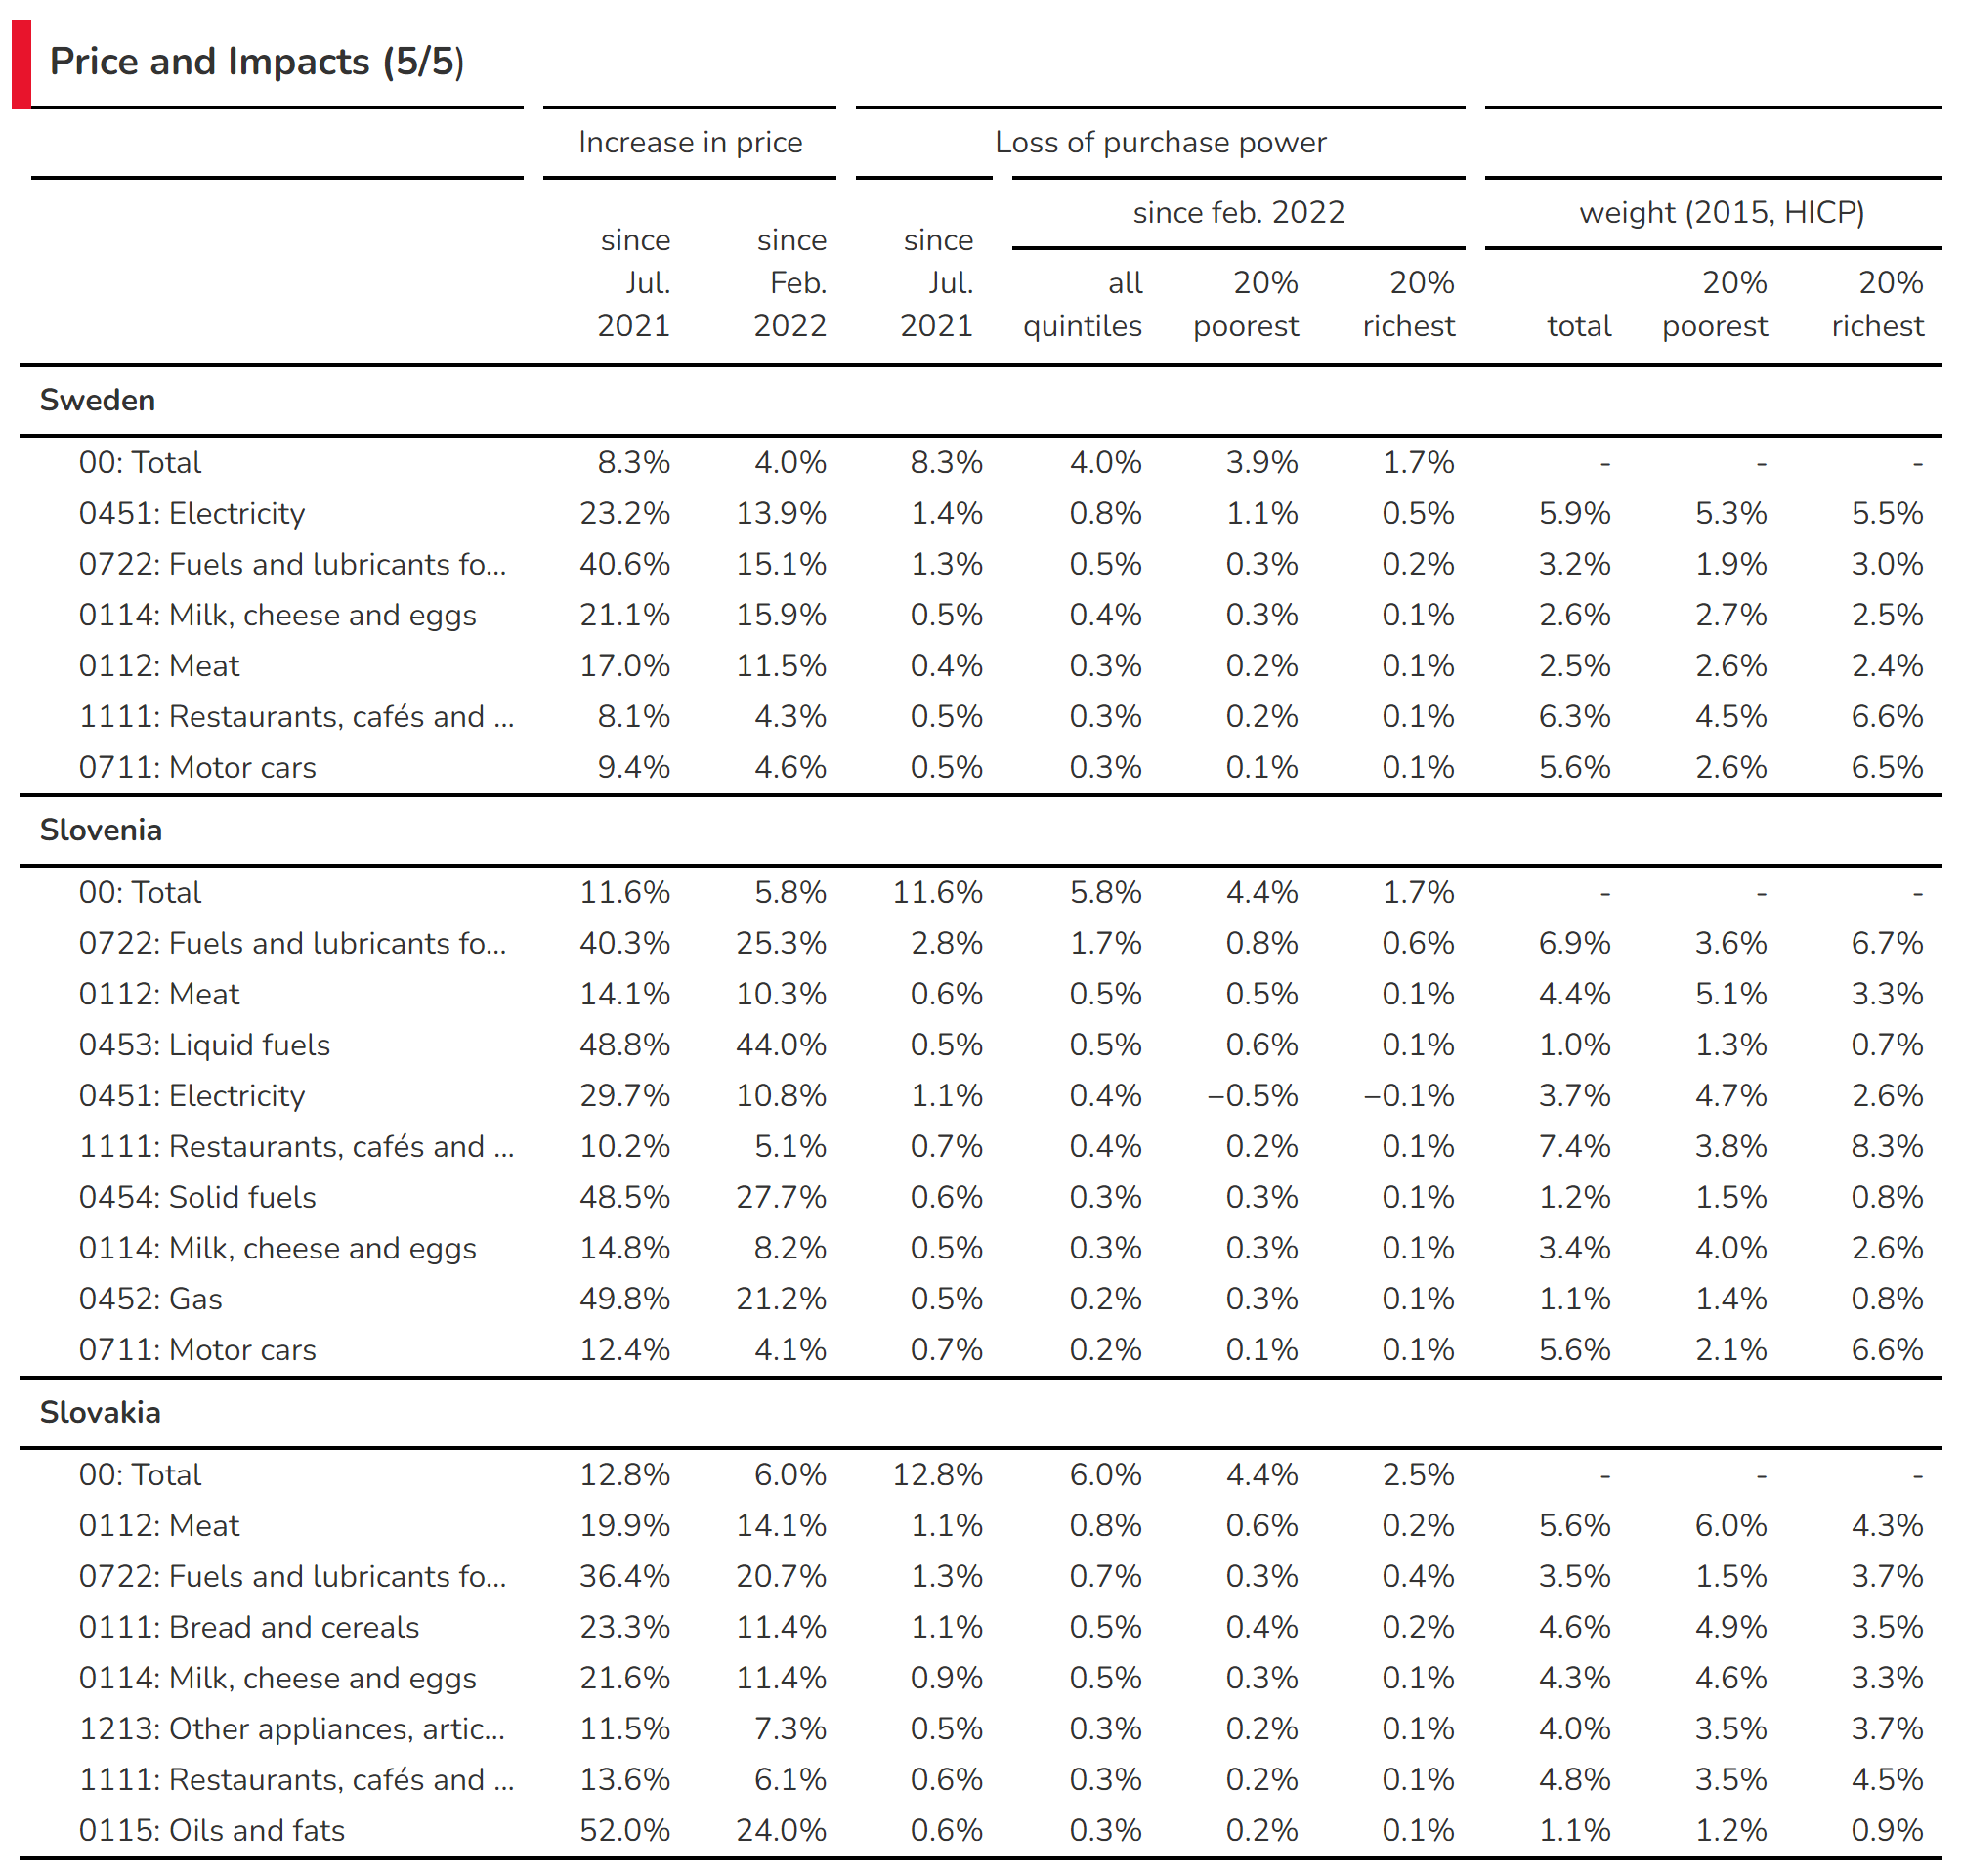 Price and Impacts (5/5)
Increase in price Loss of purchase power
since feb. 2022 weight (2015, HICP)
since since since
Jul. Feb. Jul. all 20% 20% 20% 20%
2021 2022 2021 quintiles poorest richest total poorest richest
Sweden
00: Total 8.3% 4.0% 8.3% 4.0% 3.9% 1.7% - - -
0451: Electricity 23.2% 13.9% 1.4% 0.8% 1.1% 0.5% 5.9% 5.3% 5.5%
0722: Fuels and lubricants fo... 40.6% 15.1% 1.3% 0.5% 0.3% 0.2% 3.2% 1.9% 3.0%
0114: Milk, cheese and eggs 21.1% 15.9% 0.5% 0.4% 0.3% 0.1% 2.6% 2.7% 2.5%
0112: Meat 17.0% 11.5% 0.4% 0.3% 0.2% 0.1% 2.5% 2.6% 2.4%
1111: Restaurants, cafés and ... 8.1% 4.3% 0.5% 0.3% 0.2% 0.1% 6.3% 4.5% 6.6%
0711: Motor cars 9.4% 4.6% 0.5% 0.3% 0.1% 0.1% 5.6% 2.6% 6.5%
Slovenia
00: Total 11.6% 5.8% 11.6% 5.8% 4.4% 1.7% - - -
0722: Fuels and lubricants fo... 40.3% 25.3% 2.8% 1.7% 0.8% 0.6% 6.9% 3.6% 6.7%
0112: Meat 14.1% 10.3% 0.6% 0.5% 0.5% 0.1% 4.4% 5.1% 3.3%
0453: Liquid fuels 48.8% 44.0% 0.5% 0.5% 0.6% 0.1% 1.0% 1.3% 0.7%
0451: Electricity 29.7% 10.8% 1.1% 0.4% −0.5% −0.1% 3.7% 4.7% 2.6%
1111: Restaurants, cafés and ... 10.2% 5.1% 0.7% 0.4% 0.2% 0.1% 7.4% 3.8% 8.3%
0454: Solid fuels 48.5% 27.7% 0.6% 0.3% 0.3% 0.1% 1.2% 1.5% 0.8%
0114: Milk, cheese and eggs 14.8% 8.2% 0.5% 0.3% 0.3% 0.1% 3.4% 4.0% 2.6%
0452: Gas 49.8% 21.2% 0.5% 0.2% 0.3% 0.1% 1.1% 1.4% 0.8%
0711: Motor cars 12.4% 4.1% 0.7% 0.2% 0.1% 0.1% 5.6% 2.1% 6.6%
Slovakia
00: Total 12.8% 6.0% 12.8% 6.0% 4.4% 2.5% - - -
0112: Meat 19.9% 14.1% 1.1% 0.8% 0.6% 0.2% 5.6% 6.0% 4.3%
0722: Fuels and lubricants fo... 36.4% 20.7% 1.3% 0.7% 0.3% 0.4% 3.5% 1.5% 3.7%
0111: Bread and cereals 23.3% 11.4% 1.1% 0.5% 0.4% 0.2% 4.6% 4.9% 3.5%
0114: Milk, cheese and eggs 21.6% 11.4% 0.9% 0.5% 0.3% 0.1% 4.3% 4.6% 3.3%
1213: Other appliances, artic... 11.5% 7.3% 0.5% 0.3% 0.2% 0.1% 4.0% 3.5% 3.7%
1111: Restaurants, cafés and ... 13.6% 6.1% 0.6% 0.3% 0.2% 0.1% 4.8% 3.5% 4.5%
0115: Oils and fats 52.0% 24.0% 0.6% 0.3% 0.2% 0.1% 1.1% 1.2% 0.9%